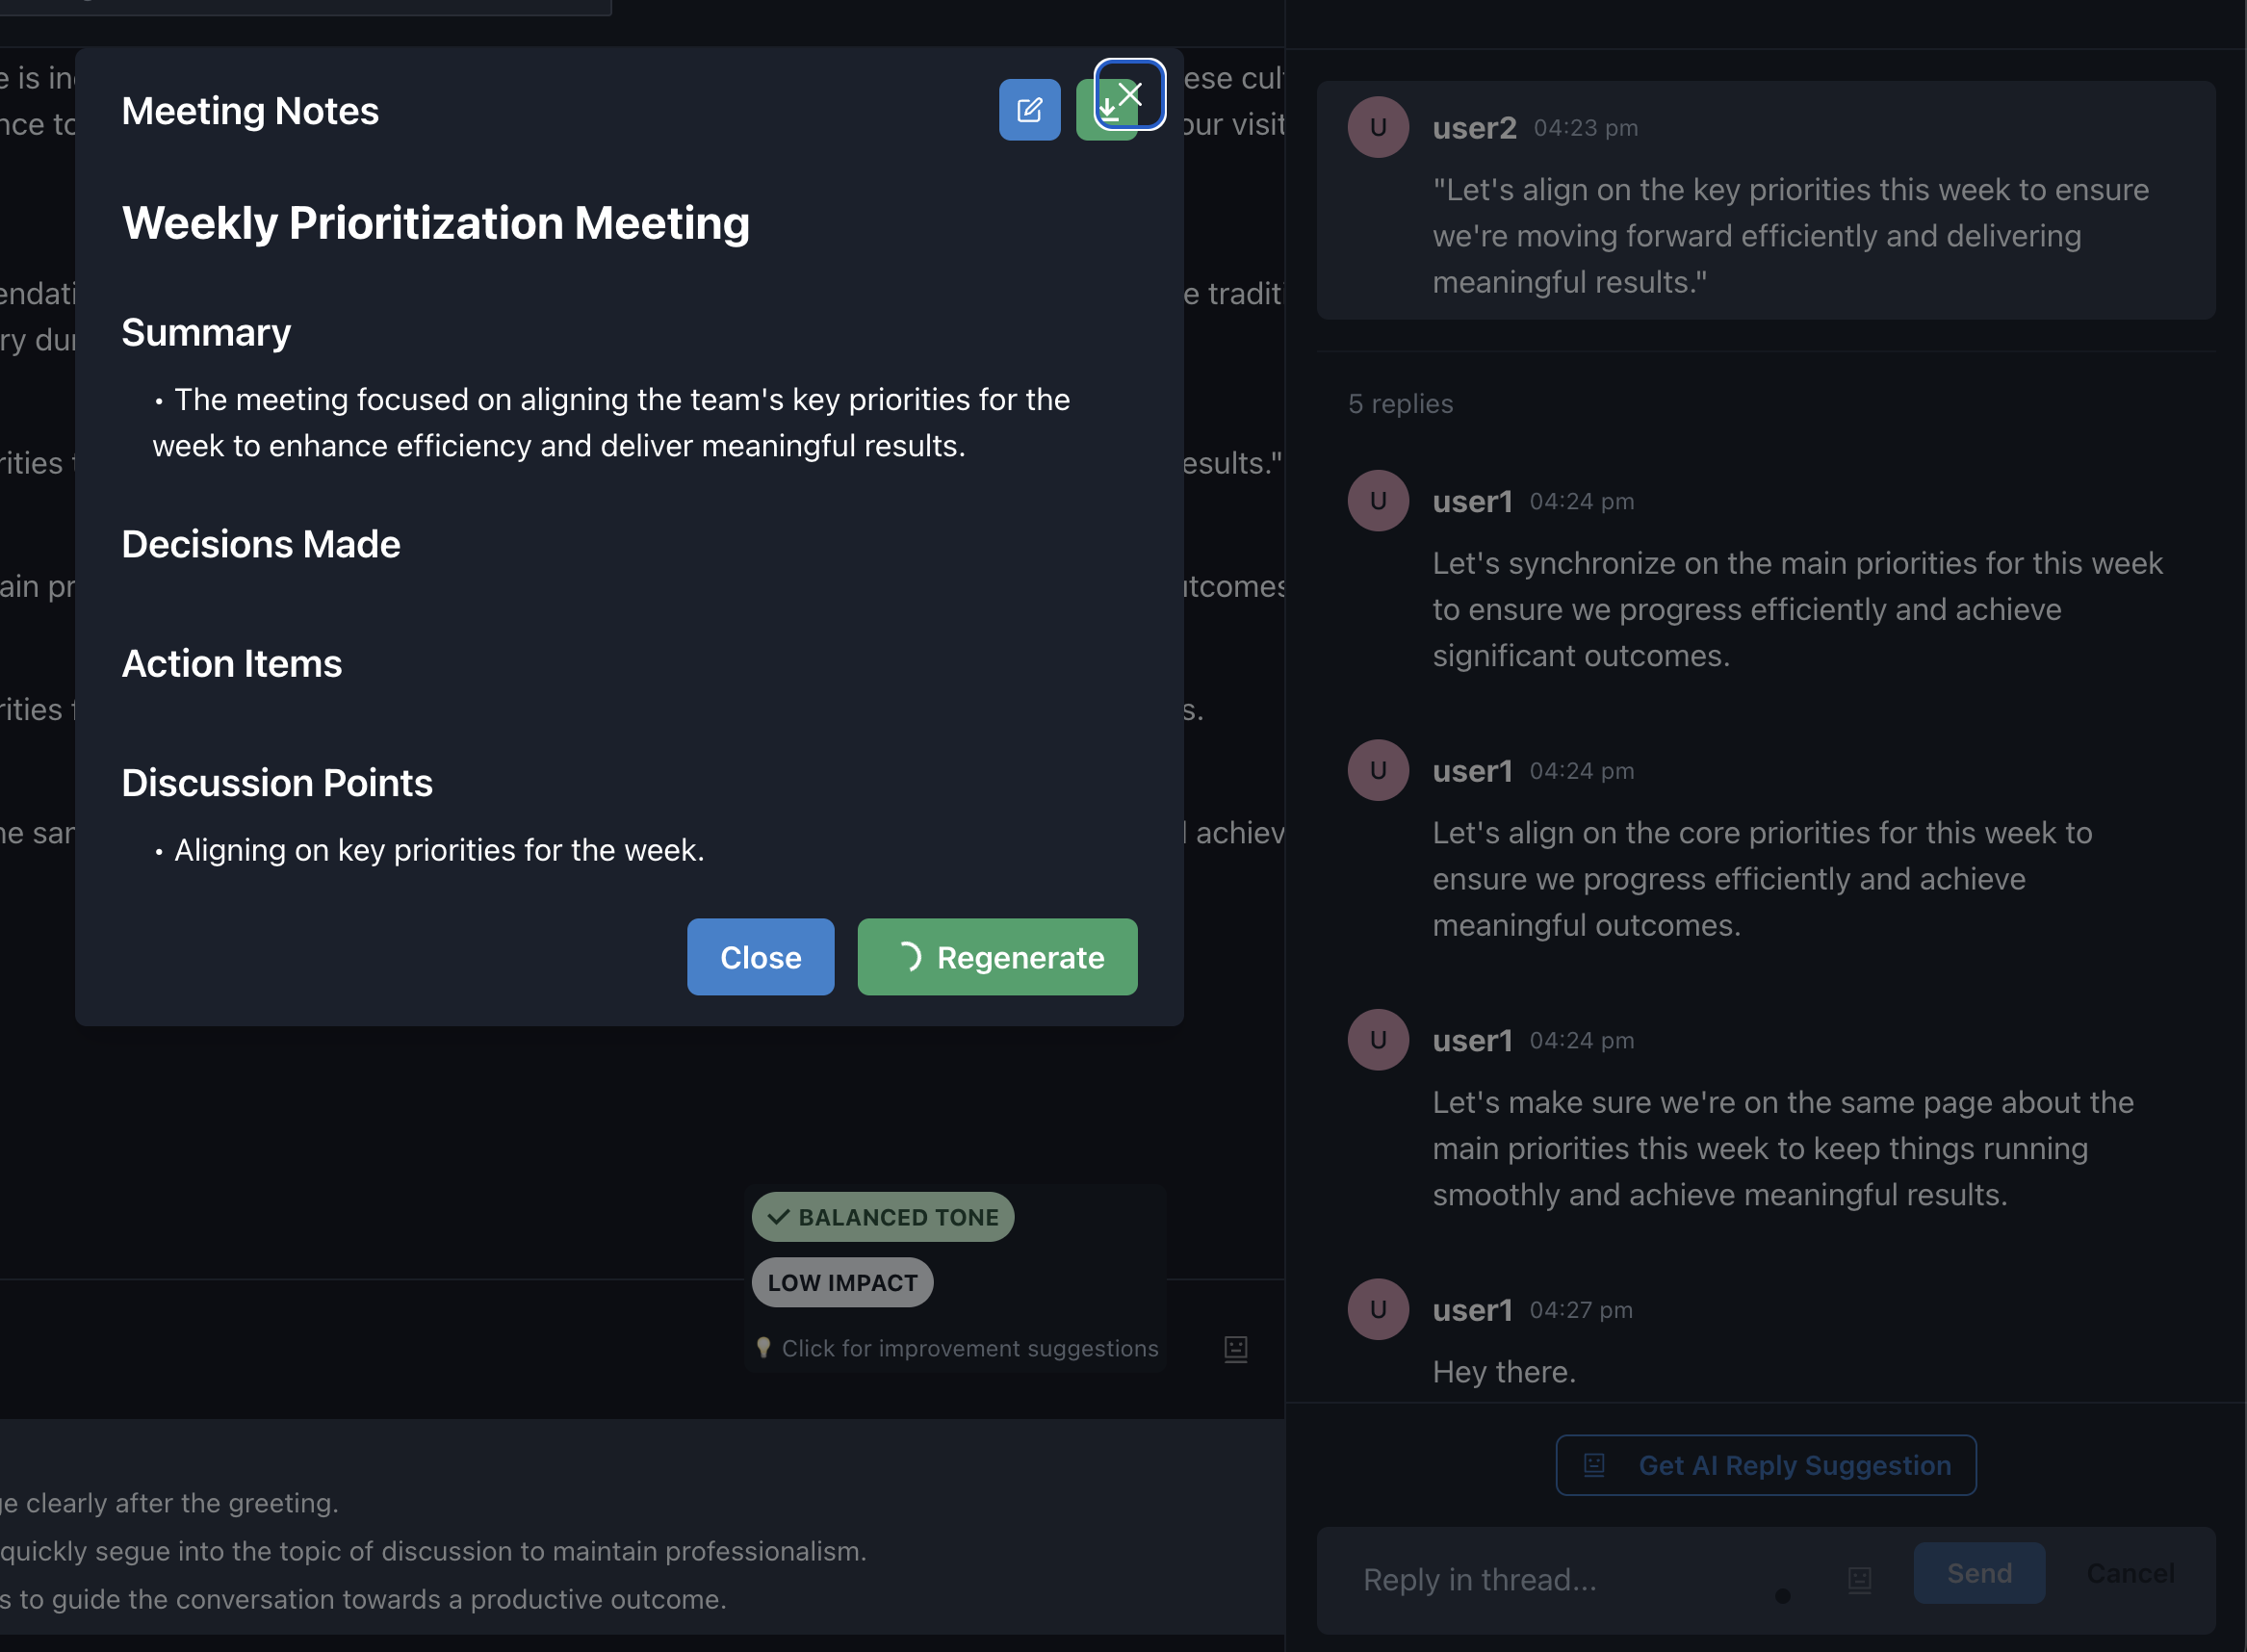 Meeting Notes
Weekly Prioritization Meeting
Summary
• The meeting focused on aligning the team's key priorities for the
week to enhance efficiency and deliver meaningful results.
Decisions Made
Action Items
Discussion Points
• Aligning on key priorities for the week.
Close
Regenerate
e is in
nce to
ese cul
our visit
endati
ry du
e tradit
rities
esults."
ain pr
utcomes
rities f
s.
ne sa
achiev
BALANCED TONE
LOW IMPACT
Click for improvement suggestions
e clearly after the greeting.
quickly segue into the topic of discussion to maintain professionalism.
s to guide the conversation towards a productive outcome.
U
user2 04:23 pm
"Let's align on the key priorities this week to ensure
we're moving forward efficiently and delivering
meaningful results."
5 replies
U
user1 04:24 pm
Let's synchronize on the main priorities for this week
to ensure we progress efficiently and achieve
significant outcomes.
U
user1 04:24 pm
Let's align on the core priorities for this week to
ensure we progress efficiently and achieve
meaningful outcomes.
U
user1 04:24 pm
Let's make sure we're on the same page about the
main priorities this week to keep things running
smoothly and achieve meaningful results.
U
user1 04:27 pm
Hey there.
Get AI Reply Suggestion
Reply in thread...
Send
Cancel